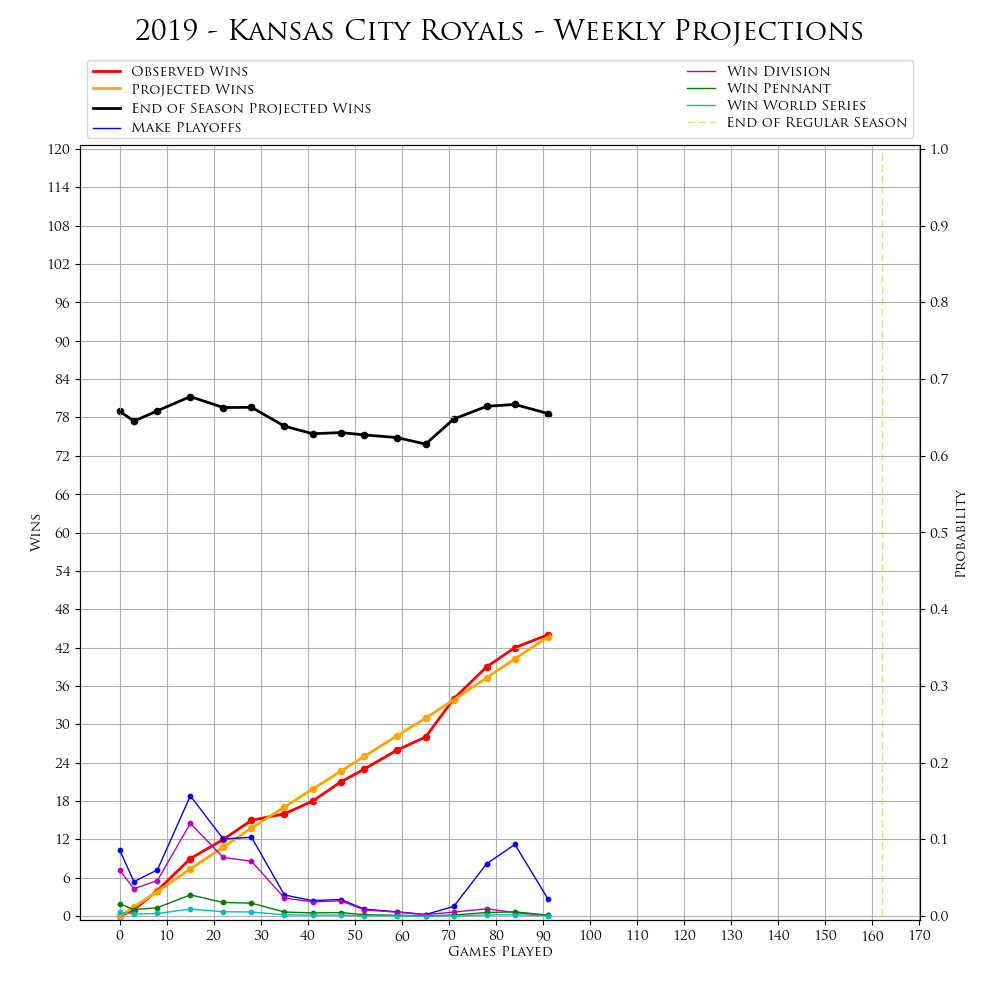 2019 - Kansas City Royals - Weekly Projections
Observed Wins
Projected Wins
End of Season Projected Wins
Make Playoffs
Win Division
Win Pennant
Win World Series
End of Regular Season
120
114
108
102
96
90
84
78
72
66
60
54
48
42
36
30
24
18
12
6
0
Wins
1.0
0.9
0.8
0.7
0.6
0.5
0.4
0.3
0.2
0.1
0.0
Probability
0 10 20 30 40 50 60 70 80 90 100 110 120 130 140 150 160 170
Games Played